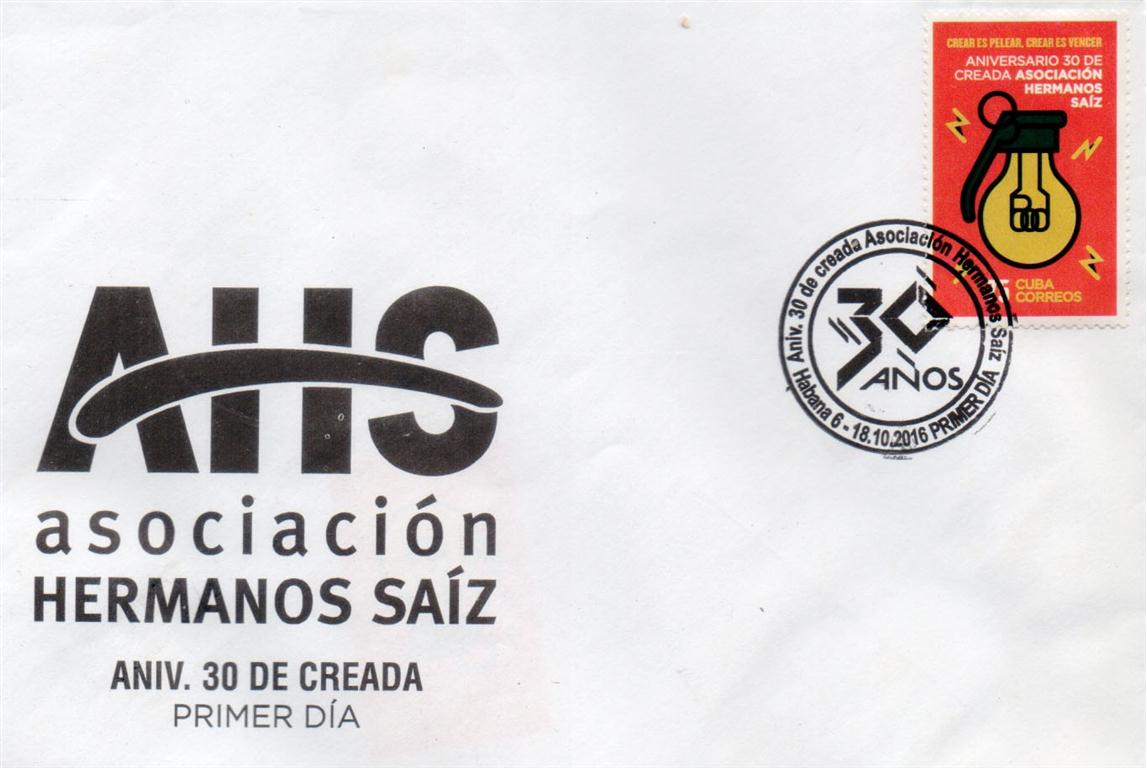 CREAR ES PELEAR, CREAR ES VENCER
ANIVERSARIO 30 DE
CREADA ASOCIACIÓN
HERMANOS
SAÍZ
CUBA
CORREOS
Aniv. 30 de creada Asociación Hermanos Saíz
30
AÑOS
Habana 6 - 18.10.2016 PRIMER DÍA
AHS
asociación
HERMANOS SAÍZ
ANIV. 30 DE CREADA
PRIMER DÍA